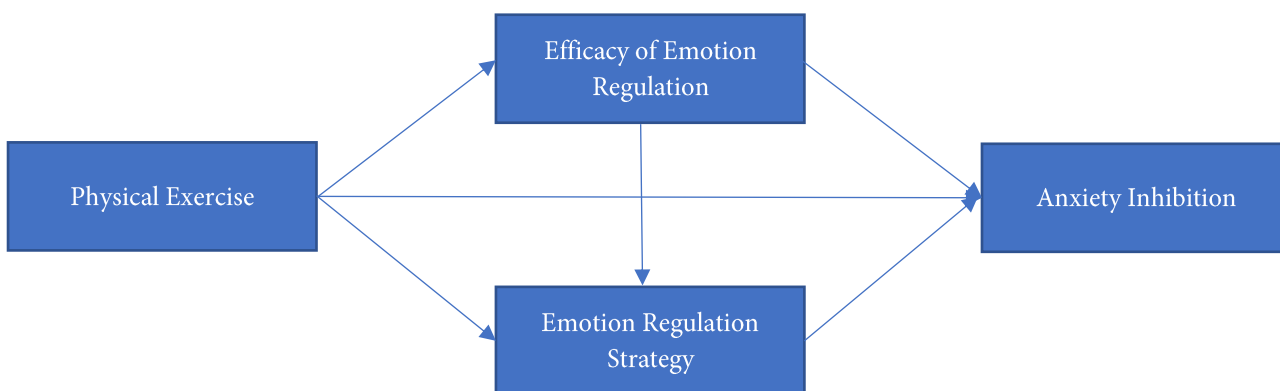 Efficacy of Emotion
Regulation
Physical Exercise
Anxiety Inhibition
Emotion Regulation
Strategy